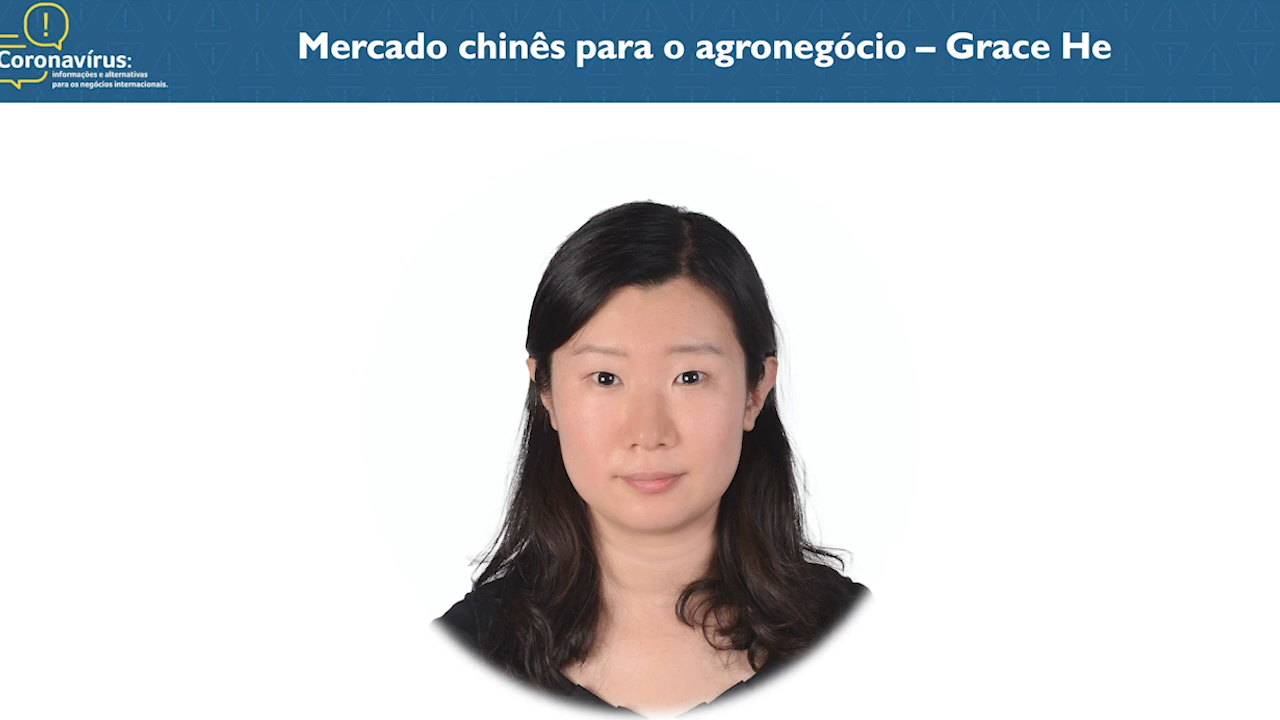 Mercado chinês para o agronegócio – Grace He
Coronavírus:
informações e alternativas
para os negócios internacionais.